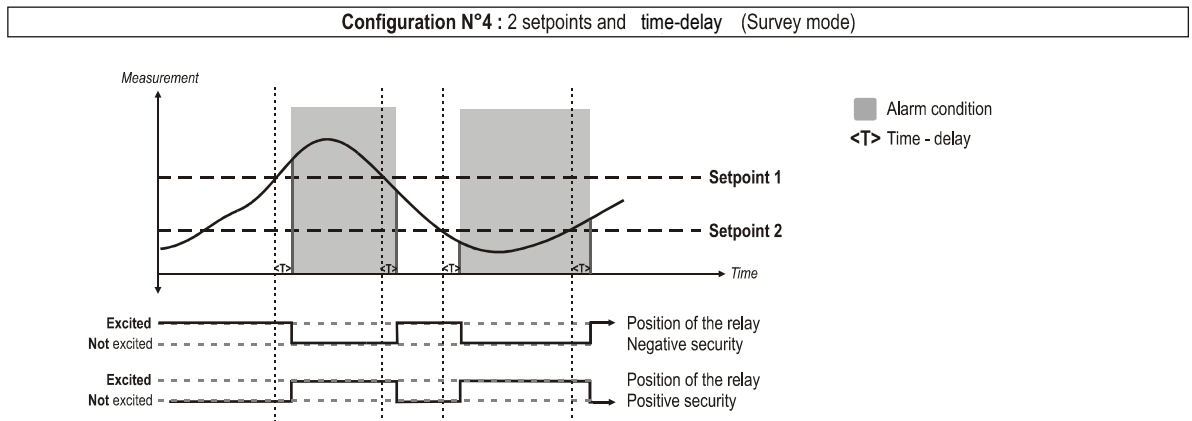 Configuration N°4 : 2 setpoints and time-delay (Survey mode)
Measurement
Alarm condition
<T> Time - delay
Setpoint 1
Setpoint 2
<T> <T> <T> <T>
Time
Excited
Not excited
Position of the relay
Negative security
Excited
Not excited
Position of the relay
Positive security